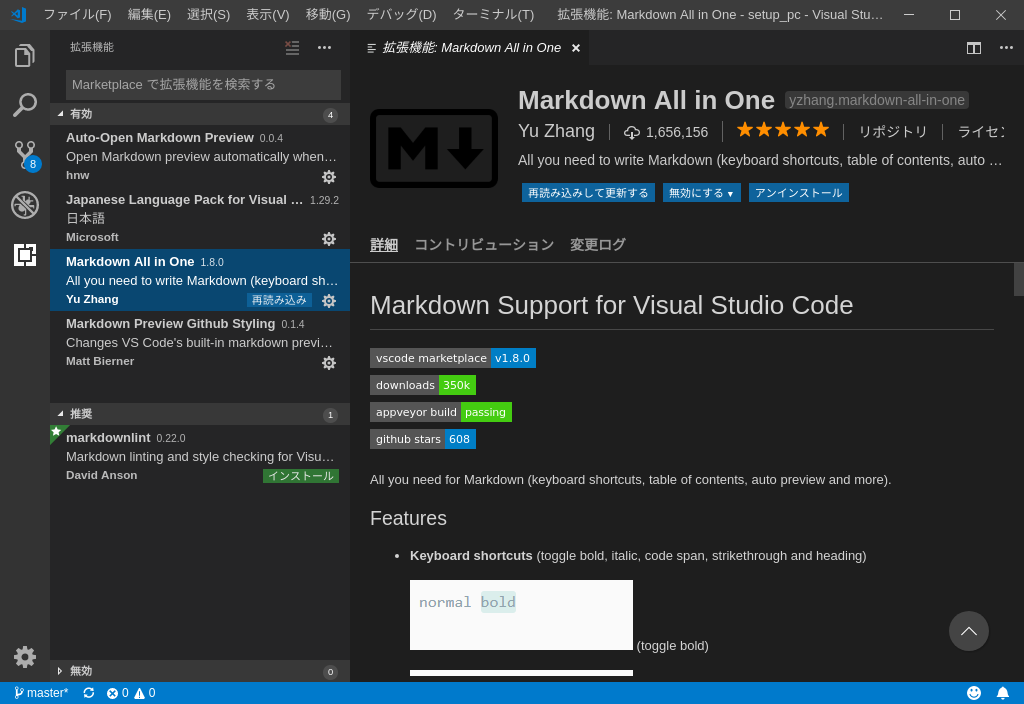 ファイル(F) 編集(E) 選択(S) 表示(V) 移動(G) デバッグ(D) ターミナル(T) 拡張機能: Markdown All in One - setup_pc - Visual Stu…
拡張機能
拡張機能: Markdown All in One
Marketplace で拡張機能を検索する
有効 4
Auto-Open Markdown Preview 0.0.4
Open Markdown preview automatically when…
hnw
Japanese Language Pack for Visual … 1.29.2
日本語
Microsoft
Markdown All in One 1.8.0
All you need to write Markdown (keyboard sh…
Yu Zhang 再読み込み
Markdown Preview Github Styling 0.1.4
Changes VS Code's built-in markdown previ…
Matt Bierner
推奨 1
markdownlint 0.22.0
Markdown linting and style checking for Visu…
David Anson インストール
無効 0
8
Markdown All in One yzhang.markdown-all-in-one
Yu Zhang 1,656,156 ★★★★★ リポジトリ ライセン
All you need to write Markdown (keyboard shortcuts, table of contents, auto …
再読み込みして更新する 無効にする ▾ アンインストール
詳細 コントリビューション 変更ログ
Markdown Support for Visual Studio Code
vscode marketplace v1.8.0
downloads 350k
appveyor build passing
github stars 608
All you need for Markdown (keyboard shortcuts, table of contents, auto preview and more).
Features
• Keyboard shortcuts (toggle bold, italic, code span, strikethrough and heading)
normal bold
(toggle bold)
master* 0 0